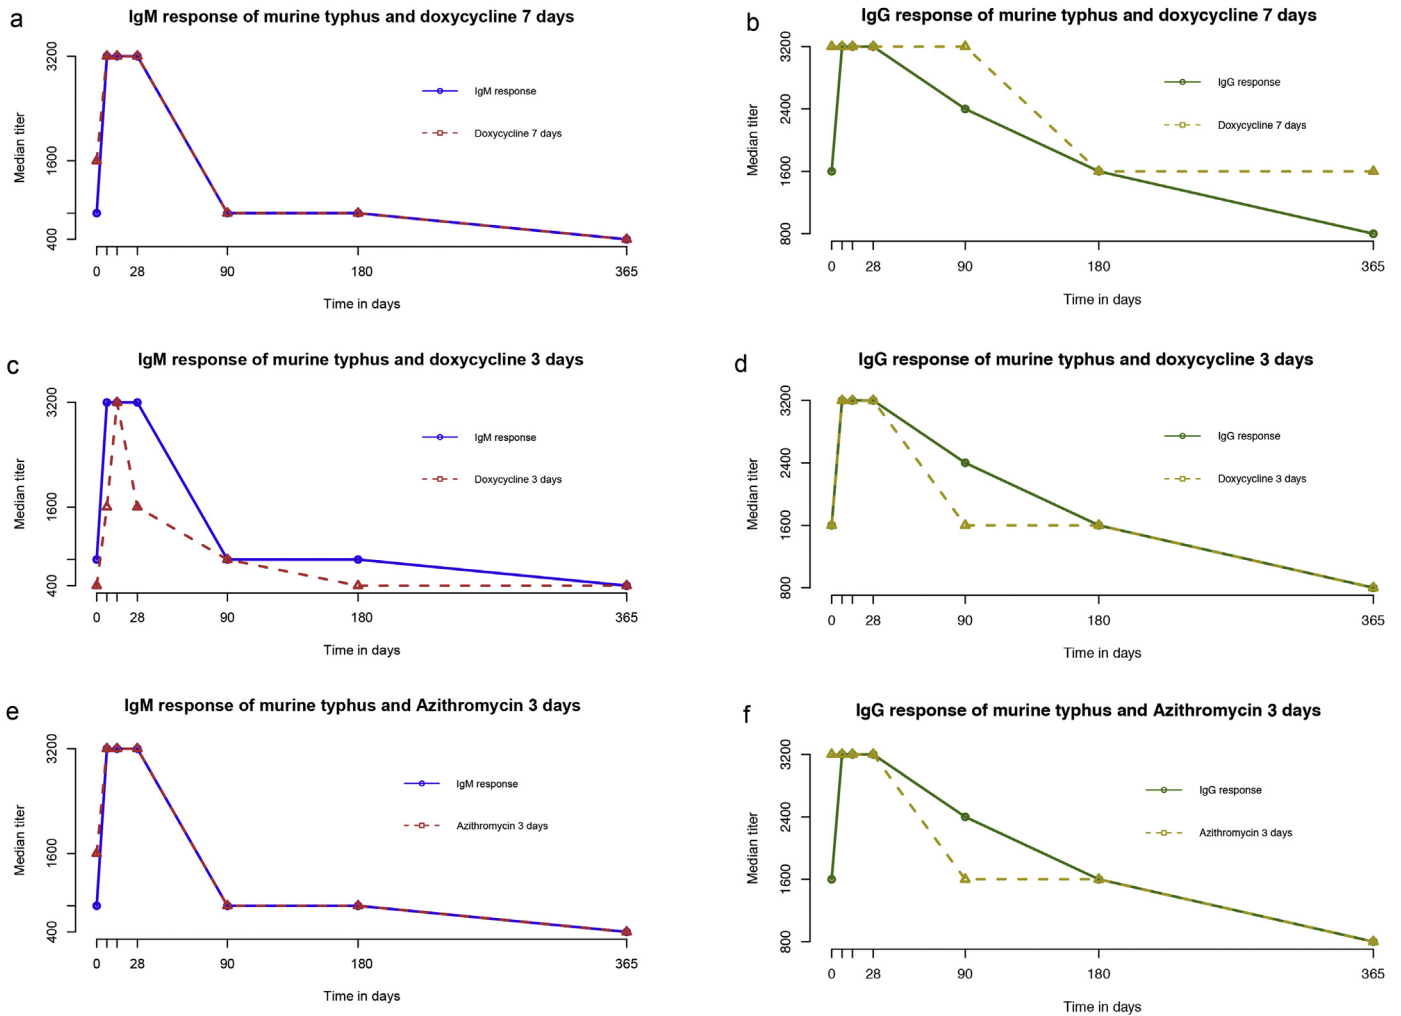 a
IgM response of murine typhus and doxycycline 7 days
3200
1600
400
Median titer
IgM response
Doxycycline 7 days
0 28 90 180 365
Time in days
b
IgG response of murine typhus and doxycycline 7 days
3200
2400
1600
800
Median titer
IgG response
Doxycycline 7 days
0 28 90 180 365
Time in days
c
IgM response of murine typhus and doxycycline 3 days
3200
1600
400
Median titer
IgM response
Doxycycline 3 days
0 28 90 180 365
Time in days
d
IgG response of murine typhus and doxycycline 3 days
3200
2400
1600
800
Median titer
IgG response
Doxycycline 3 days
0 28 90 180 365
Time in days
e
IgM response of murine typhus and Azithromycin 3 days
3200
1600
400
Median titer
IgM response
Azithromycin 3 days
0 28 90 180 365
Time in days
f
IgG response of murine typhus and Azithromycin 3 days
3200
2400
1600
800
Median titer
IgG response
Azithromycin 3 days
0 28 90 180 365
Time in days